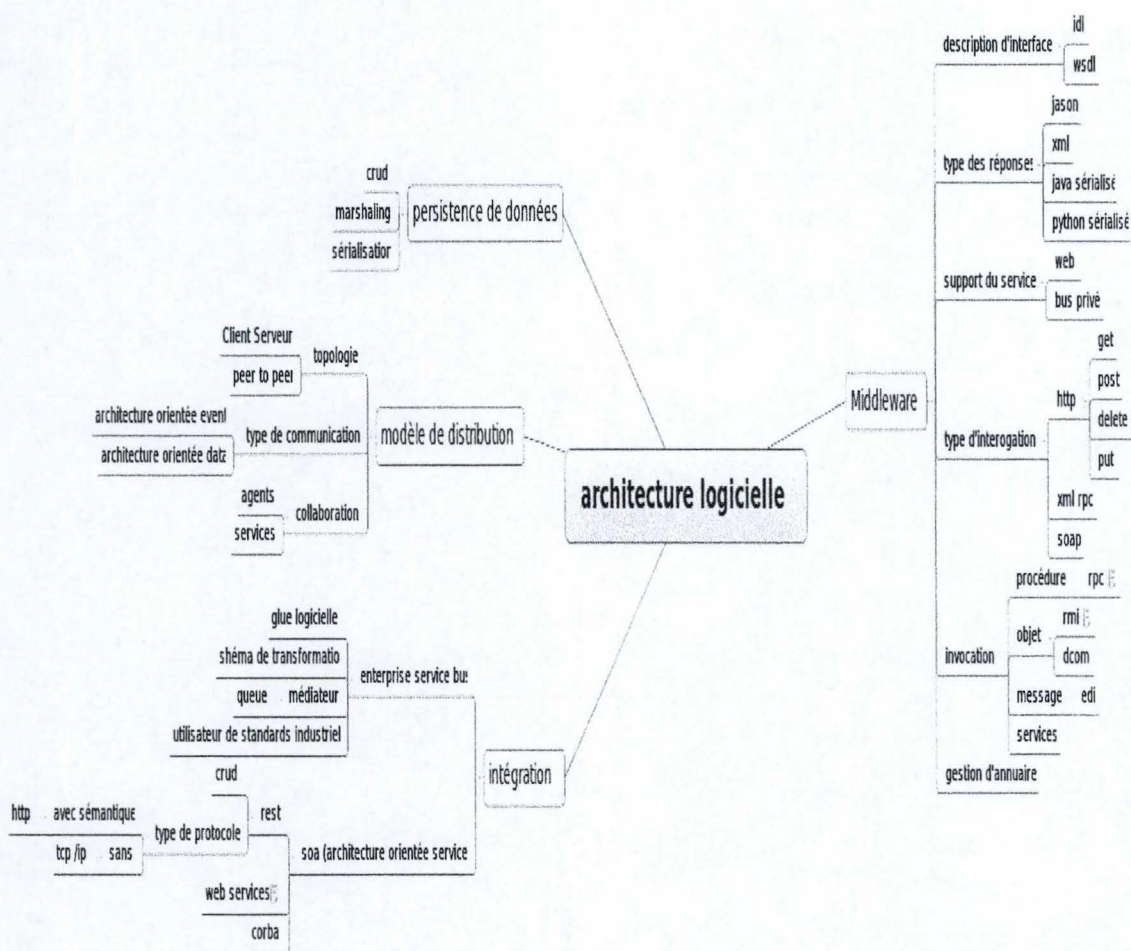 architecture logicielle
persistence de données
crud
marshaling
sérialisation
modèle de distribution
topologie
Client Serveur
peer to peer
type de communication
architecture orientée event
architecture orientée data
collaboration
agents
services
intégration
enterprise service bus
glue logicielle
shéma de transformatio
queue médiateur
utilisateur de standards industriel
soa (architecture orientée service
rest
crud
type de protocole
http avec sémantique
tcp /ip sans
web services
corba
Middleware
description d'interface
idl
wsdl
type des réponses
jason
xml
java sérialisé
python sérialisé
support du service
web
bus privé
type d'interogation
http
get
post
delete
put
xml rpc
soap
invocation
procédure rpc
objet
rmi
dcom
message edi
services
gestion d'annuaire